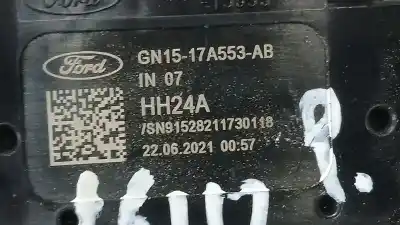 Ford
GN15-17A553-AB
IN 07
HH24A
/SN91528211730118
22.06.2021 00:57